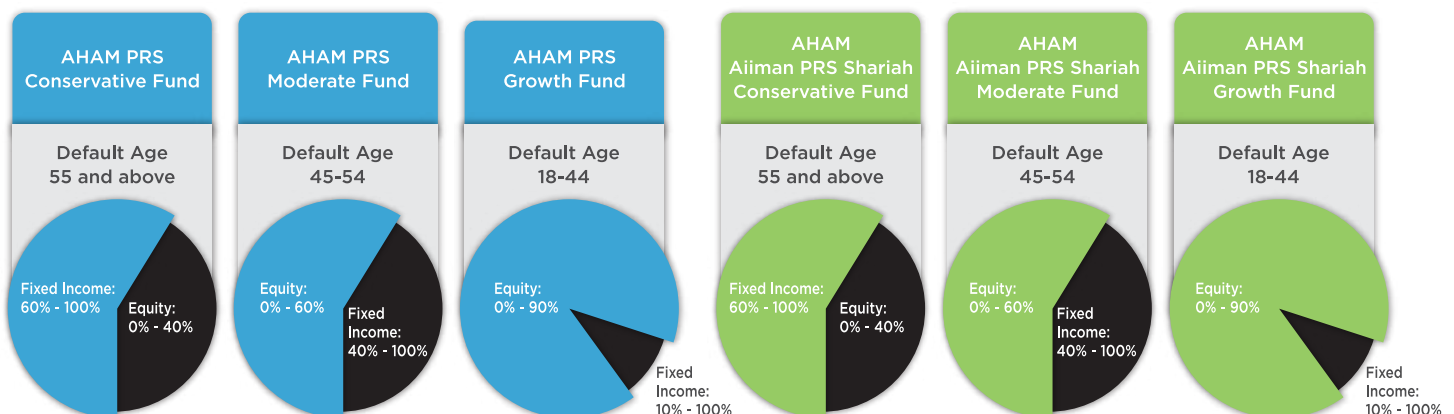 AHAM PRS
Conservative Fund
Default Age
55 and above
Fixed Income:
60% - 100%
Equity:
0% - 40%
AHAM PRS
Moderate Fund
Default Age
45-54
Equity:
0% - 60%
Fixed
Income:
40% - 100%
AHAM PRS
Growth Fund
Default Age
18-44
Equity:
0% - 90%
Fixed
Income:
10% - 100%
AHAM
Aiiman PRS Shariah
Conservative Fund
Default Age
55 and above
Fixed Income:
60% - 100%
Equity:
0% - 40%
AHAM
Aiiman PRS Shariah
Moderate Fund
Default Age
45-54
Equity:
0% - 60%
Fixed
Income:
40% - 100%
AHAM
Aiiman PRS Shariah
Growth Fund
Default Age
18-44
Equity:
0% - 90%
Fixed
Income:
10% - 100%